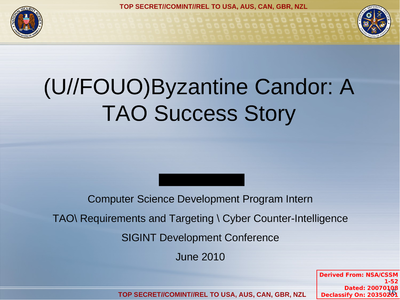 TOP SECRET//COMINT//REL TO USA, AUS, CAN, GBR, NZL
(U//FOUO)Byzantine Candor: A
TAO Success Story
Computer Science Development Program Intern
TAO\ Requirements and Targeting \ Cyber Counter-Intelligence
SIGINT Development Conference
June 2010
Derived From: NSA/CSSM
1-52
Dated: 20070108
TOP SECRET//COMINT//REL TO USA, AUS, CAN, GBR, NZL
Declassify On: 20350201